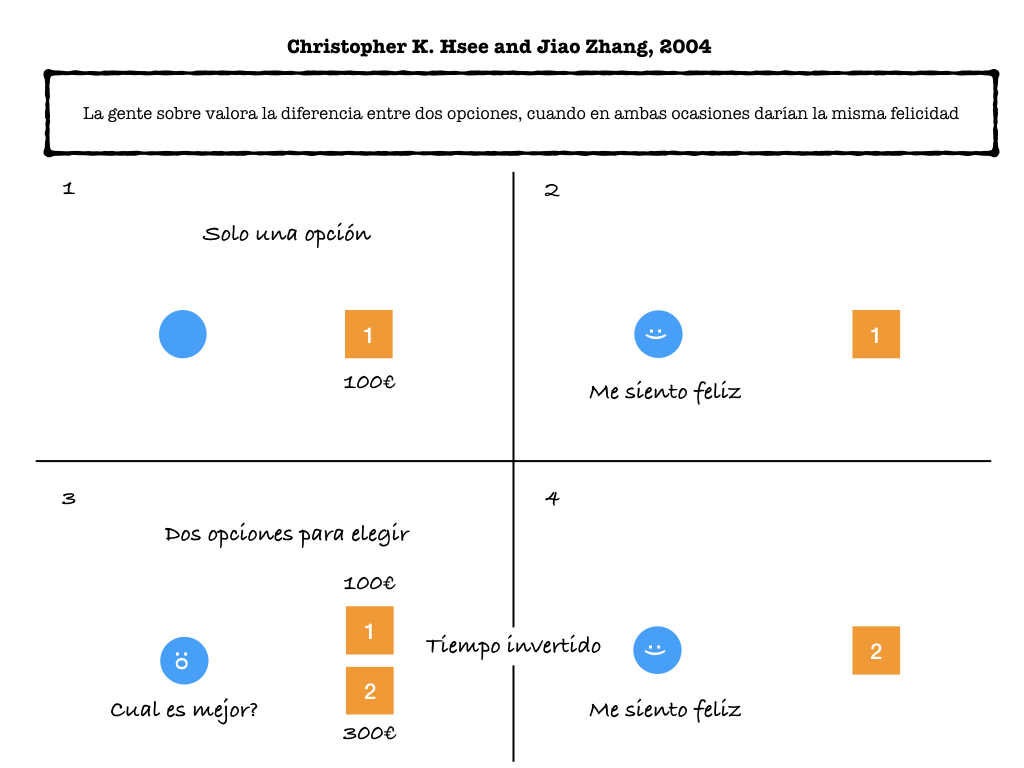 Christopher K. Hsee and Jiao Zhang, 2004
La gente sobre valora la diferencia entre dos opciones, cuando en ambas ocasiones darían la misma felicidad
1
Solo una opción
1
100€
2
:)
1
Me siento feliz
3
Dos opciones para elegir
100€
1
:o
2
Cual es mejor?
300€
Tiempo invertido
4
:)
2
Me siento feliz